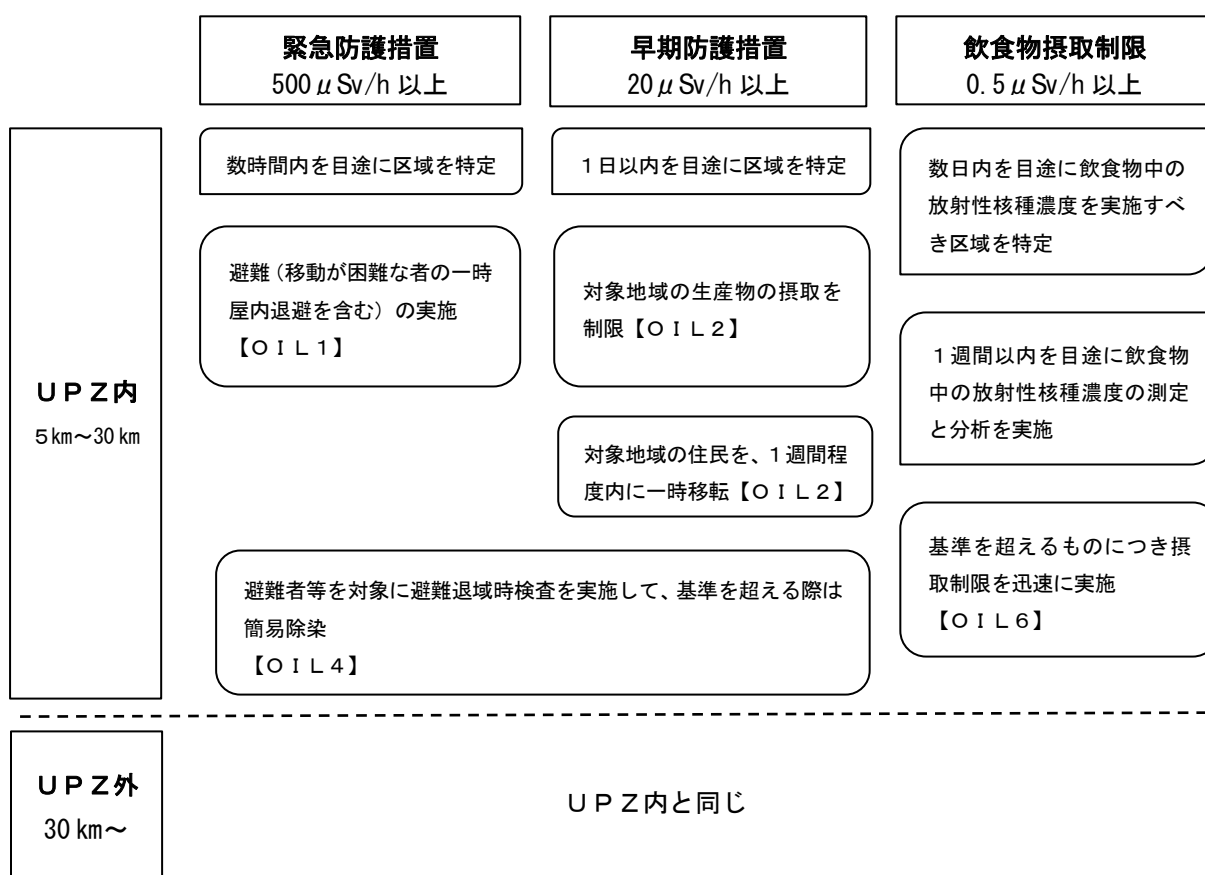 緊急防護措置
500μSv/h 以上
早期防護措置
20μSv/h 以上
飲食物摂取制限
0.5μSv/h 以上
UPZ内
5km～30km
数時間内を目途に区域を特定
避難(移動が困難な者の一時
屋内退避を含む)の実施
【OIL1】
1日以内を目途に区域を特定
対象地域の生産物の摂取を
制限【OIL2】
対象地域の住民を、1週間程
度内に一時移転【OIL2】
避難者等を対象に避難退域時検査を実施して、基準を超える際は
簡易除染
【OIL4】
数日内を目途に飲食物中の
放射性核種濃度を実施すべ
き区域を特定
1週間以内を目途に飲食物
中の放射性核種濃度の測定
と分析を実施
基準を超えるものにつき摂
取制限を迅速に実施
【OIL6】
UPZ外
30km～
UPZ内と同じ